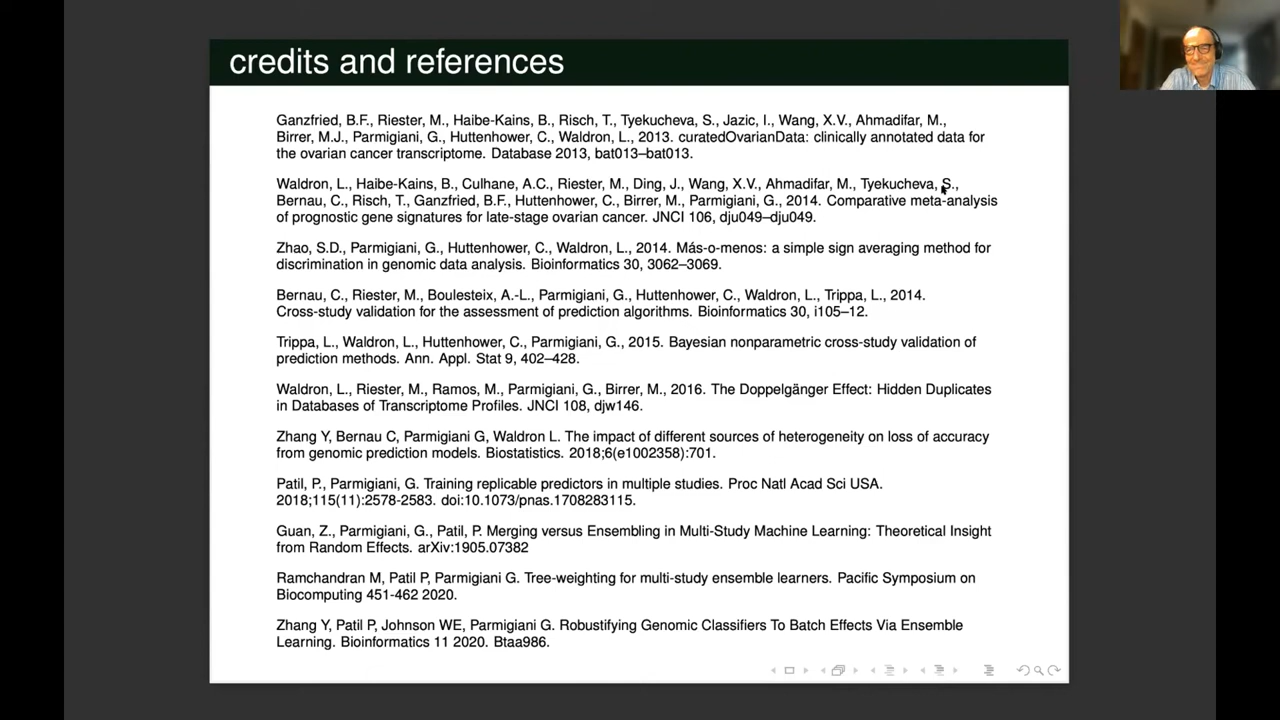 credits and references
Ganzfried, B.F., Riester, M., Haibe-Kains, B., Risch, T., Tyekucheva, S., Jazic, I., Wang, X.V., Ahmadifar, M.,
Birrer, M.J., Parmigiani, G., Huttenhower, C., Waldron, L., 2013. curatedOvarianData: clinically annotated data for
the ovarian cancer transcriptome. Database 2013, bat013–bat013.
Waldron, L., Haibe-Kains, B., Culhane, A.C., Riester, M., Ding, J., Wang, X.V., Ahmadifar, M., Tyekucheva, S.,
Bernau, C., Risch, T., Ganzfried, B.F., Huttenhower, C., Birrer, M., Parmigiani, G., 2014. Comparative meta-analysis
of prognostic gene signatures for late-stage ovarian cancer. JNCI 106, dju049–dju049.
Zhao, S.D., Parmigiani, G., Huttenhower, C., Waldron, L., 2014. Más-o-menos: a simple sign averaging method for
discrimination in genomic data analysis. Bioinformatics 30, 3062–3069.
Bernau, C., Riester, M., Boulesteix, A.-L., Parmigiani, G., Huttenhower, C., Waldron, L., Trippa, L., 2014.
Cross-study validation for the assessment of prediction algorithms. Bioinformatics 30, i105–12.
Trippa, L., Waldron, L., Huttenhower, C., Parmigiani, G., 2015. Bayesian nonparametric cross-study validation of
prediction methods. Ann. Appl. Stat 9, 402–428.
Waldron, L., Riester, M., Ramos, M., Parmigiani, G., Birrer, M., 2016. The Doppelgänger Effect: Hidden Duplicates
in Databases of Transcriptome Profiles. JNCI 108, djw146.
Zhang Y, Bernau C, Parmigiani G, Waldron L. The impact of different sources of heterogeneity on loss of accuracy
from genomic prediction models. Biostatistics. 2018;6(e1002358):701.
Patil, P., Parmigiani, G. Training replicable predictors in multiple studies. Proc Natl Acad Sci USA.
2018;115(11):2578-2583. doi:10.1073/pnas.1708283115.
Guan, Z., Parmigiani, G., Patil, P. Merging versus Ensembling in Multi-Study Machine Learning: Theoretical Insight
from Random Effects. arXiv:1905.07382
Ramchandran M, Patil P, Parmigiani G. Tree-weighting for multi-study ensemble learners. Pacific Symposium on
Biocomputing 451-462 2020.
Zhang Y, Patil P, Johnson WE, Parmigiani G. Robustifying Genomic Classifiers To Batch Effects Via Ensemble
Learning. Bioinformatics 11 2020. Btaa986.